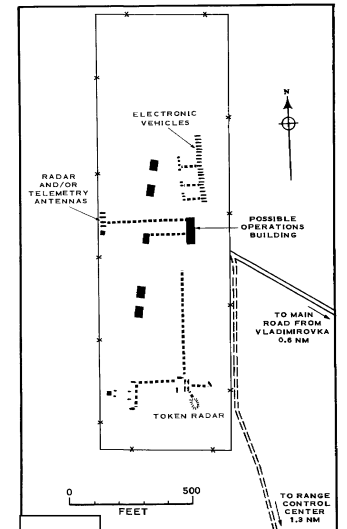 N
ELECTRONIC
VEHICLES
RADAR
AND/OR
TELEMETRY
ANTENNAS
POSSIBLE
OPERATIONS
BUILDING
TO MAIN
ROAD FROM
VLADIMIROVKA
0.6 NM
TOKEN RADAR
TO RANGE
CONTROL
CENTER
1.3 NM
0 500
FEET